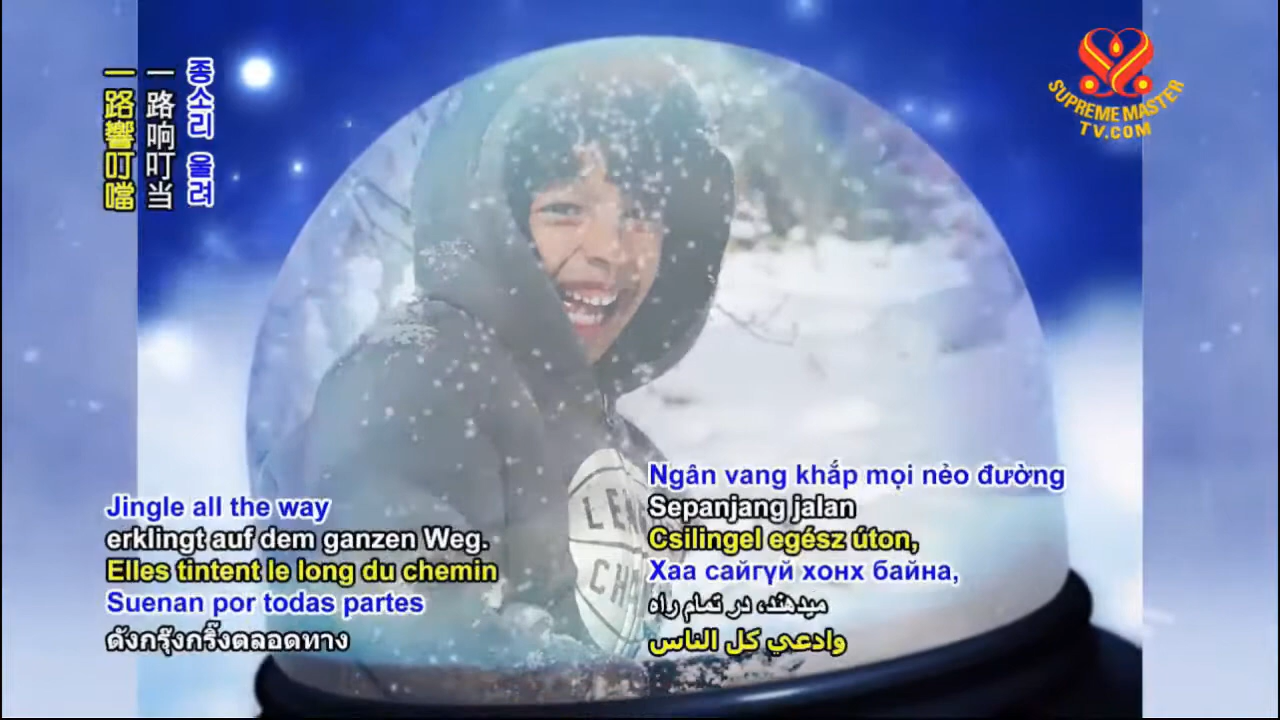 종소리 울려
一路响叮当
一路響叮噹
SUPREME MASTER
TV.COM
Jingle all the way
erklingt auf dem ganzen Weg.
Elles tintent le long du chemin
Suenan por todas partes
ดังกรุ๊งกริ๊งตลอดทาง
Ngân vang khắp mọi nẻo đường
Sepanjang jalan
Csilingel egész úton,
Хаа сайгүй хонх байна,
میدهند، در تمام راه
وادعي كل الناس